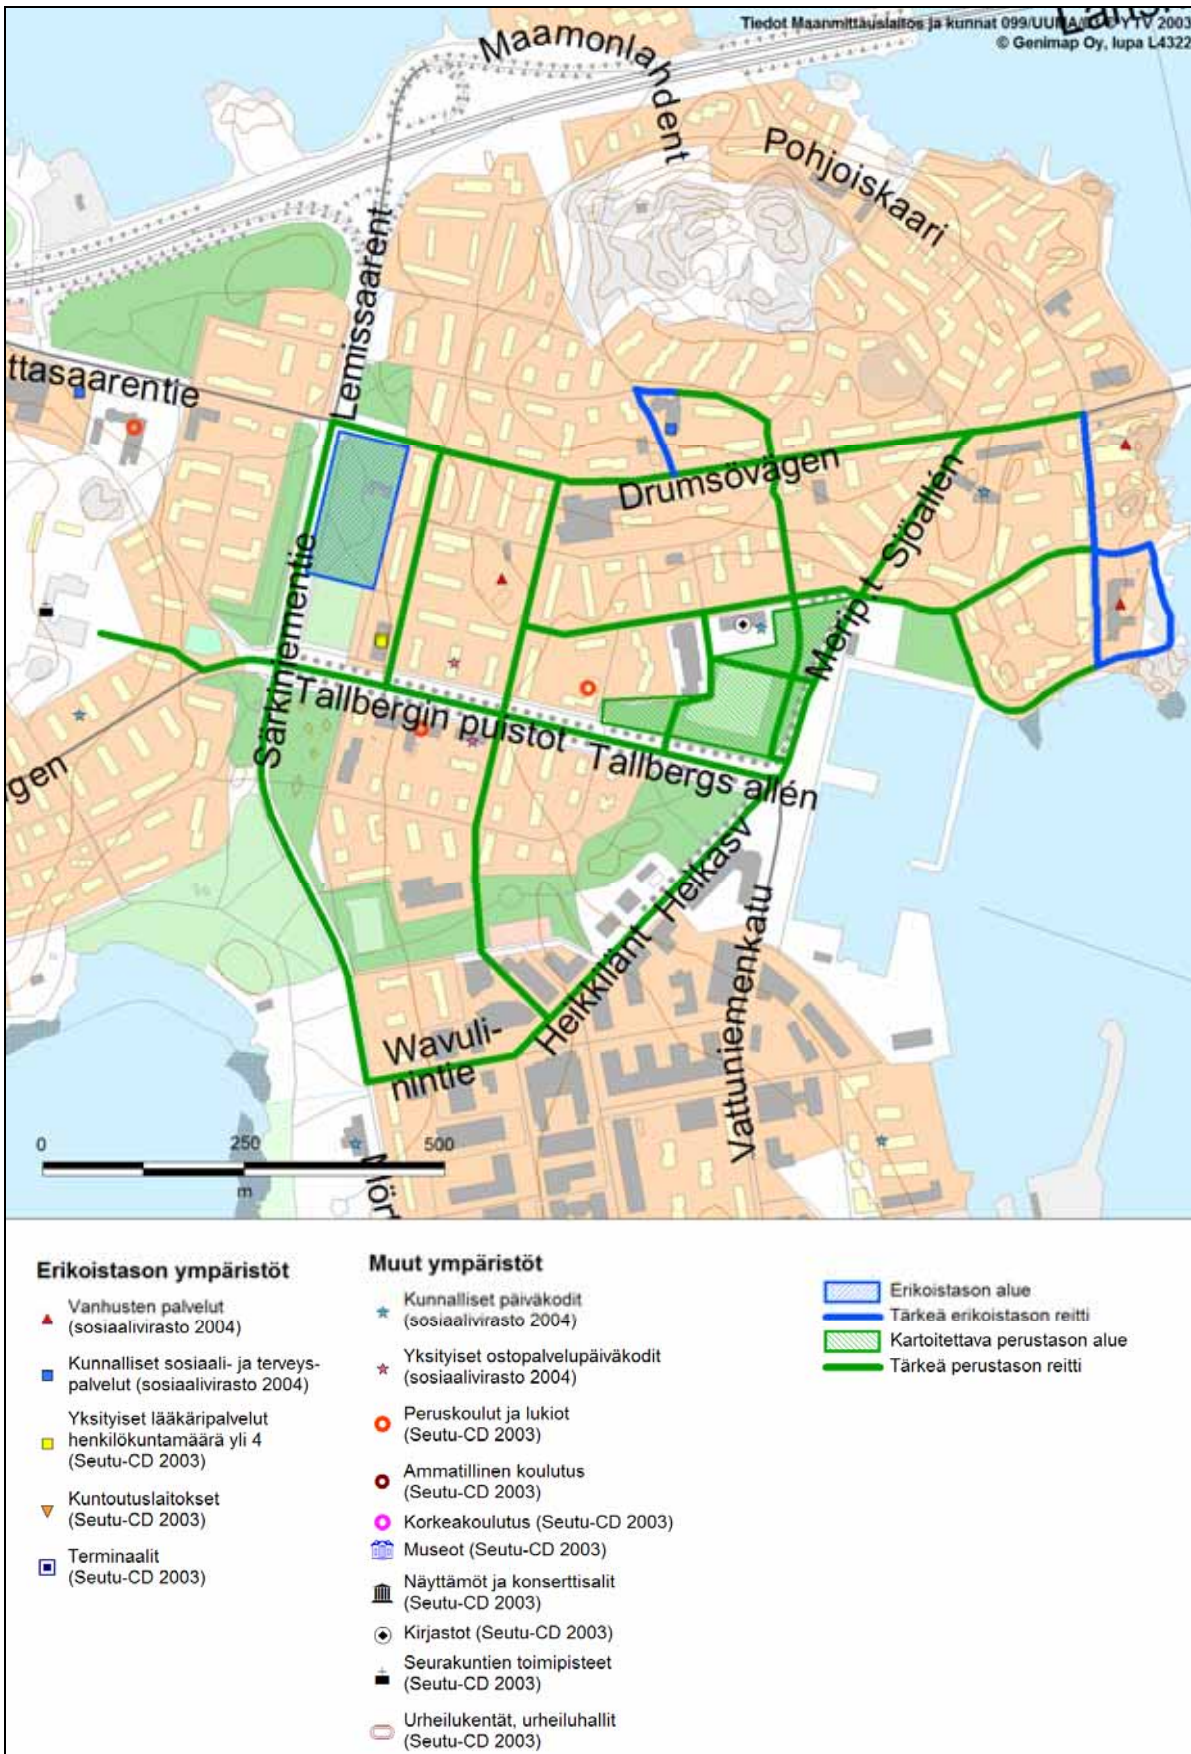 Tiedot Maanmittauslaitos ja kunnat 099/UUMA/03 © YTV 2003
© Genimap Oy, lupa L4322
Maamonlahdent
Pohjoiskaari
Lemissaarent
ttasaarentie
Drumsövägen
Sjöallén
Merip t
Särkiniementie
Tallbergin puistot
Tallbergs allén
gen
Heikasv
Heikkilänt
Vattuniemenkatu
Wavuli-
nintie
0 250 500
m
Erikoistason ympäristöt
Vanhusten palvelut
(sosiaalivirasto 2004)
Kunnalliset sosiaali- ja terveys-
palvelut (sosiaalivirasto 2004)
Yksityiset lääkäripalvelut
henkilökuntamäärä yli 4
(Seutu-CD 2003)
Kuntoutuslaitokset
(Seutu-CD 2003)
Terminaalit
(Seutu-CD 2003)
Muut ympäristöt
Kunnalliset päiväkodit
(sosiaalivirasto 2004)
Yksityiset ostopalvelupäiväkodit
(sosiaalivirasto 2004)
Peruskoulut ja lukiot
(Seutu-CD 2003)
Ammatillinen koulutus
(Seutu-CD 2003)
Korkeakoulutus (Seutu-CD 2003)
Museot (Seutu-CD 2003)
Näyttämöt ja konserttisalit
(Seutu-CD 2003)
Kirjastot (Seutu-CD 2003)
Seurakuntien toimipisteet
(Seutu-CD 2003)
Urheilukentät, urheiluhallit
(Seutu-CD 2003)
Erikoistason alue
Tärkeä erikoistason reitti
Kartoitettava perustason alue
Tärkeä perustason reitti